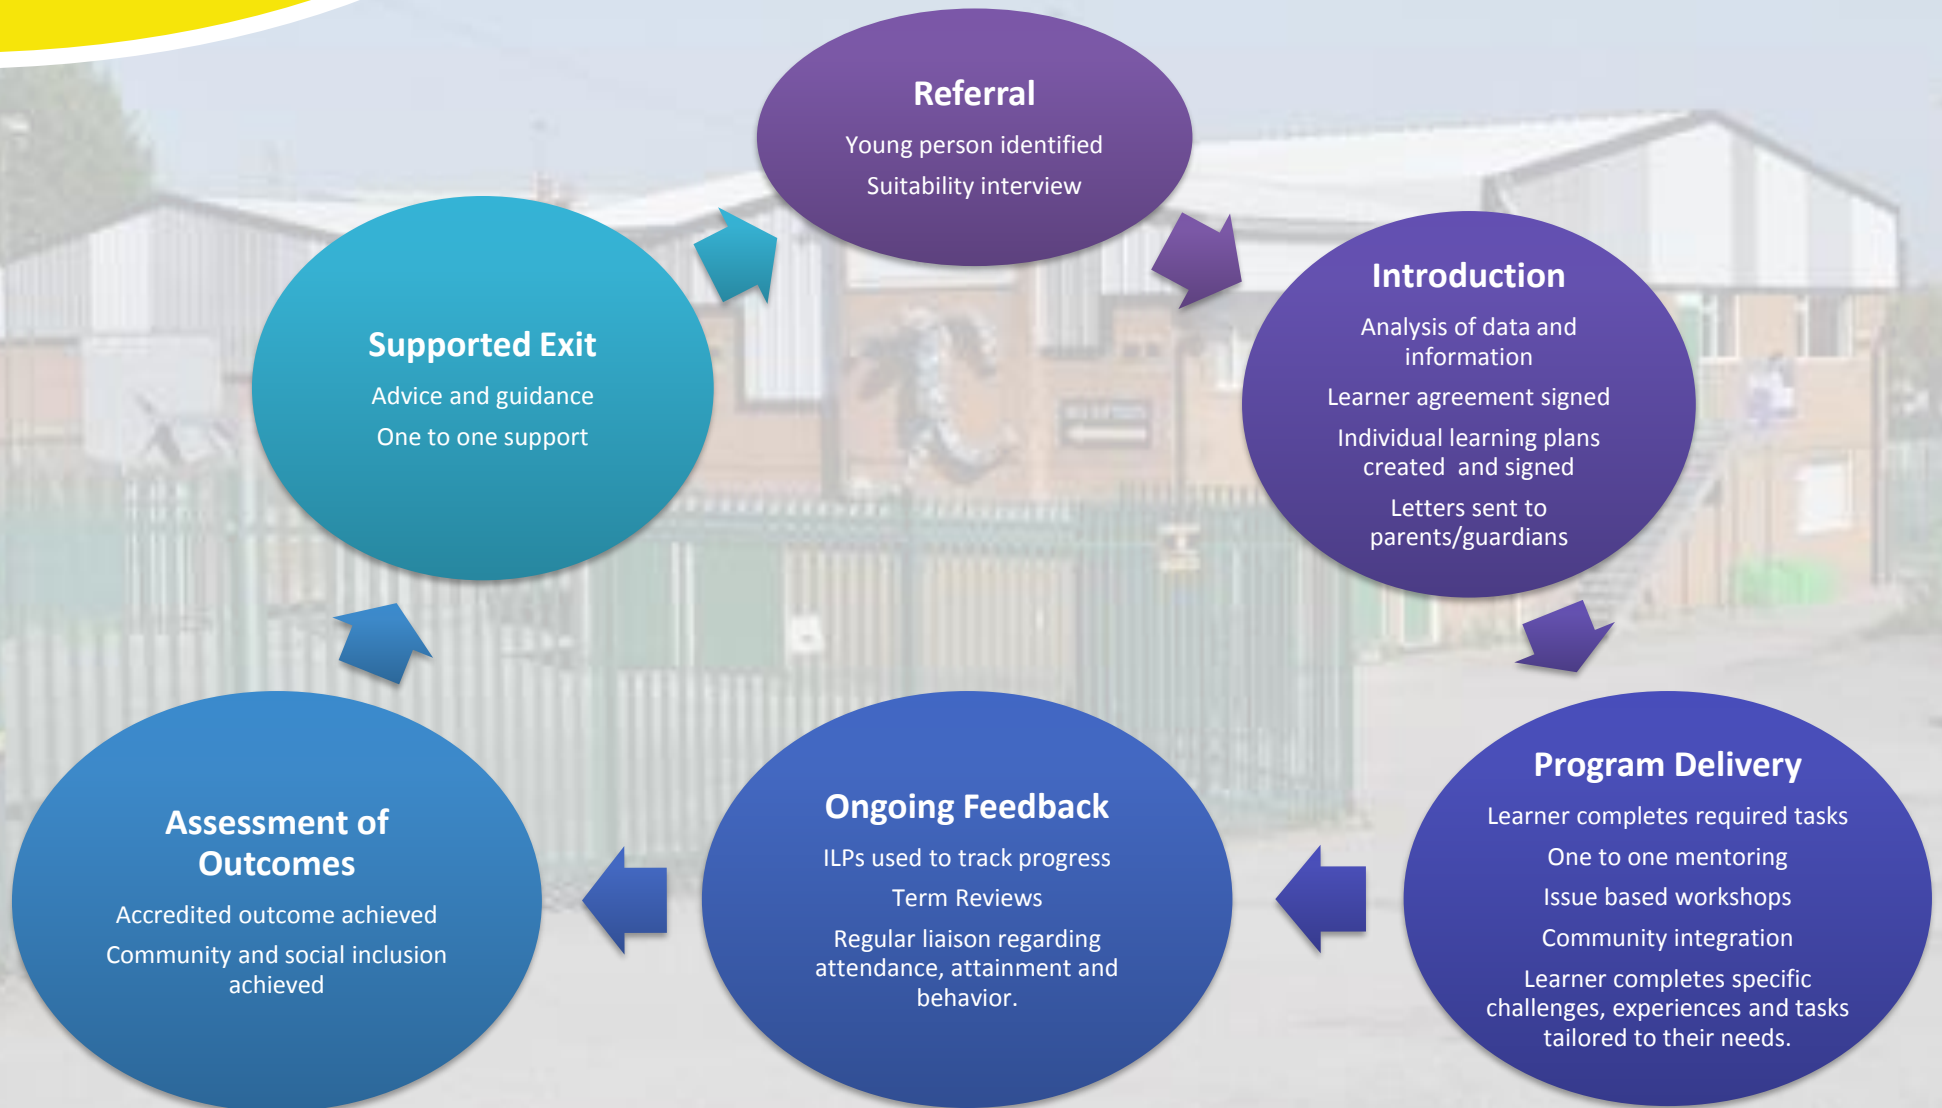 Referral
Young person identified
Suitability interview
Introduction
Analysis of data and
information
Learner agreement signed
Individual learning plans
created  and signed
Letters sent to
parents/guardians
Program Delivery
Learner completes required tasks
One to one mentoring
Issue based workshops
Community integration
Learner completes specific
challenges, experiences and tasks
tailored to their needs.
Ongoing Feedback
ILPs used to track progress
Term Reviews
Regular liaison regarding
attendance, attainment and
behavior.
Assessment of
Outcomes
Accredited outcome achieved
Community and social inclusion
achieved
Supported Exit
Advice and guidance
One to one support